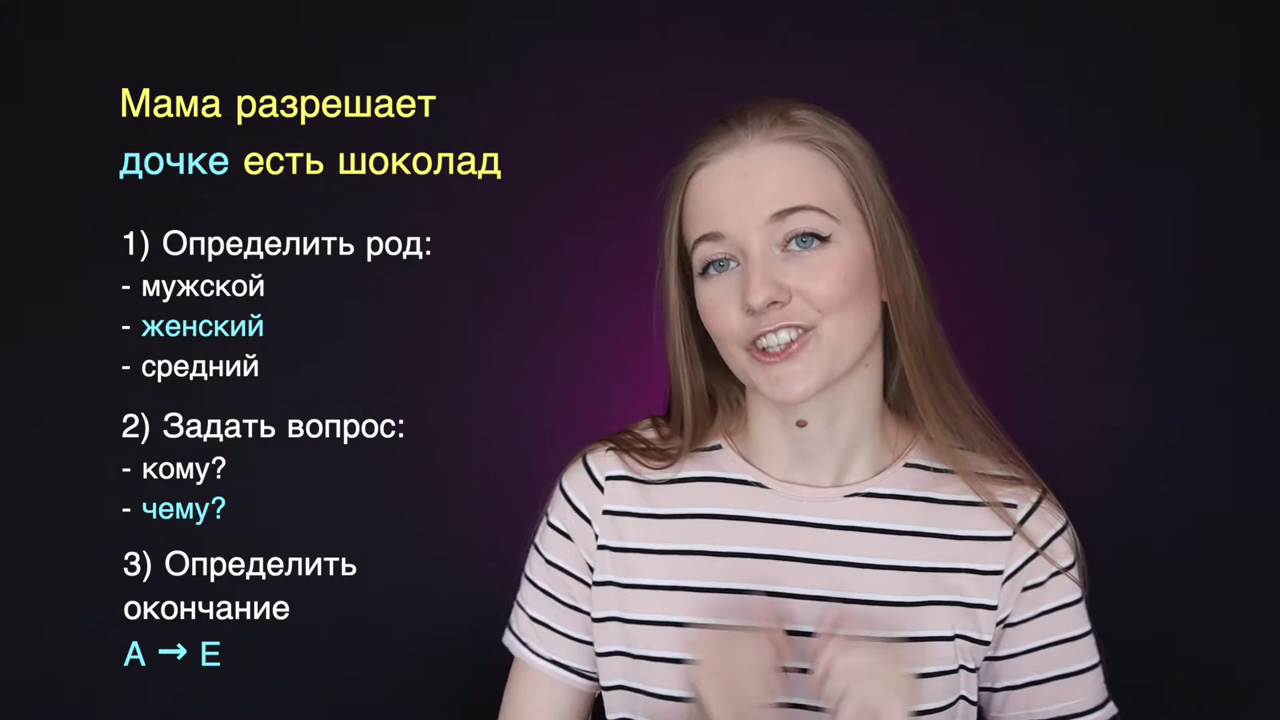 Мама разрешает
дочке есть шоколад
1) Определить род:
- мужской
- женский
- средний
2) Задать вопрос:
- кому?
- чему?
3) Определить
окончание
А → Е